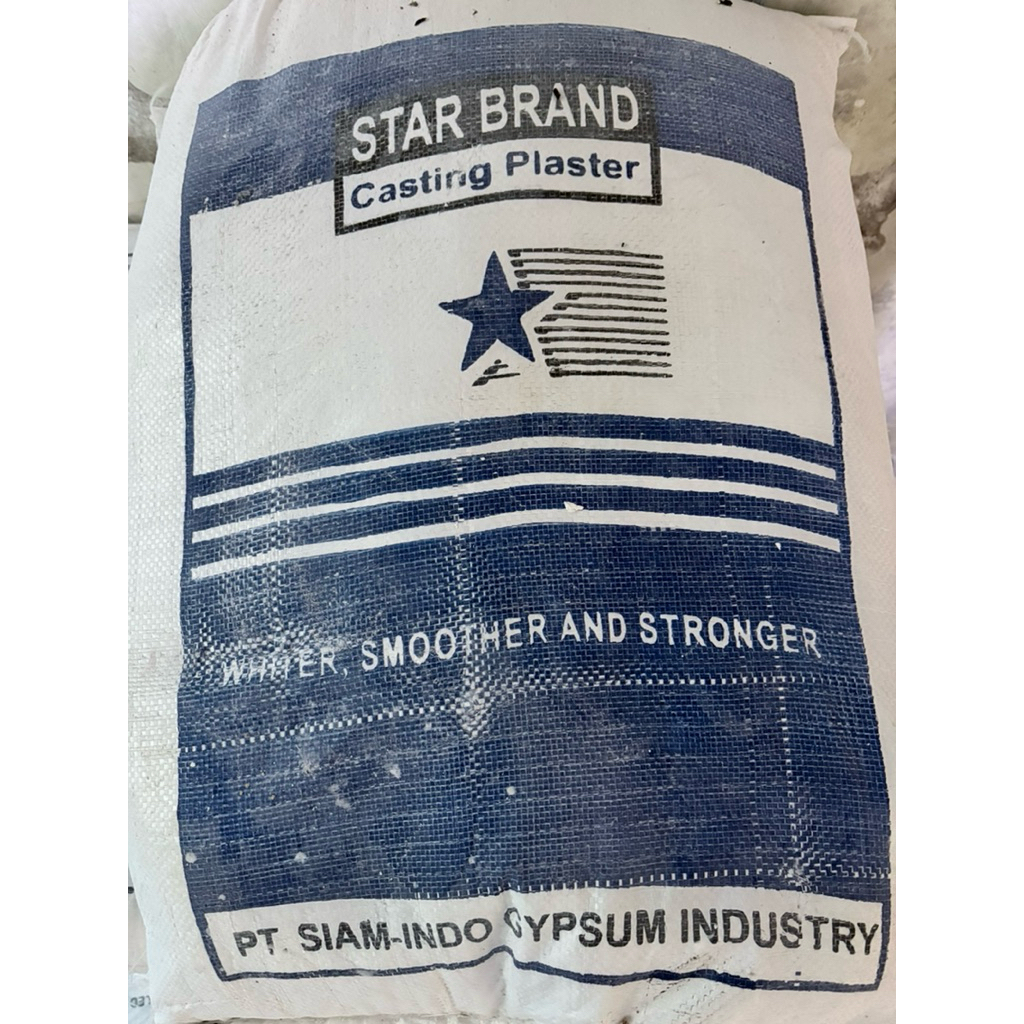 STAR BRAND
Casting Plaster
WHITER, SMOOTHER AND STRONGER
PT. SIAM-INDO GYPSUM INDUSTRY